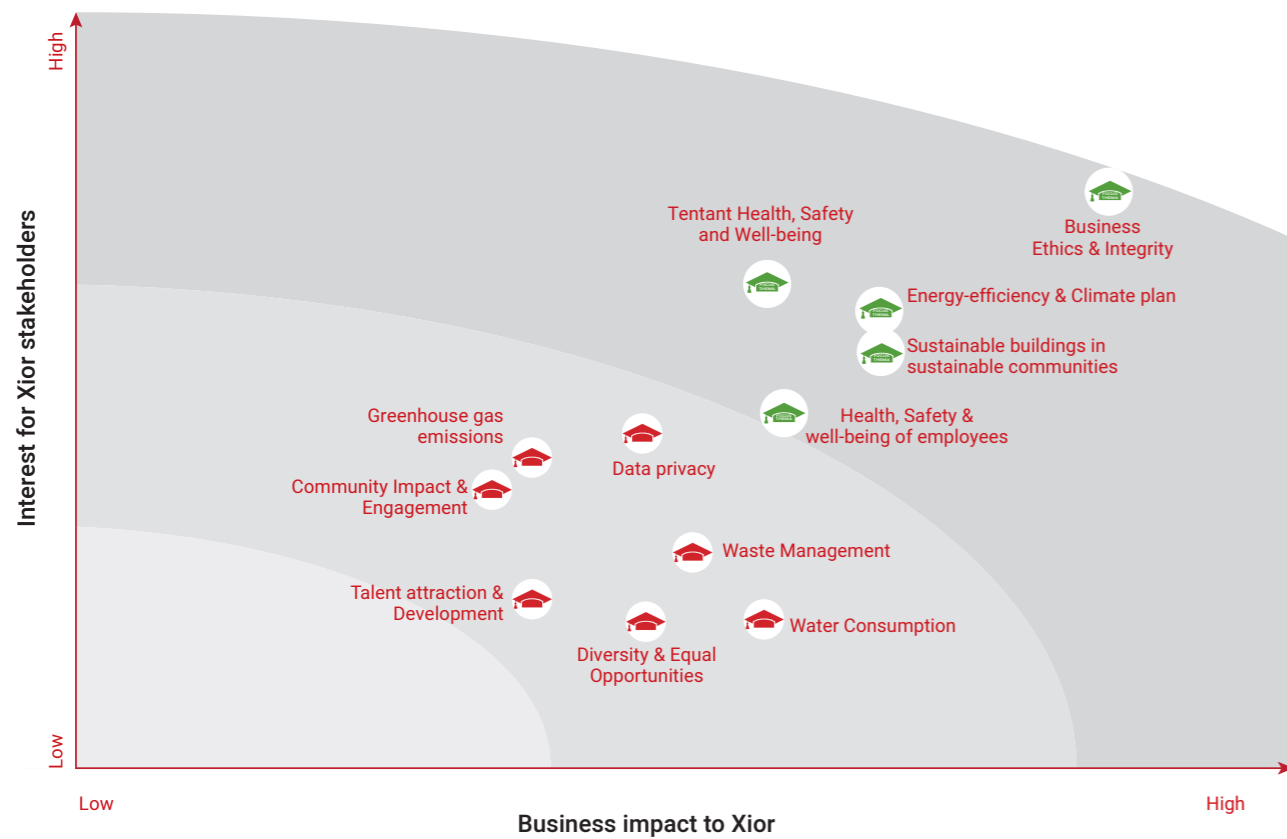 High
Interest for Xior stakeholders
Low
Tentant Health, Safety
and Well-being
Business
Ethics & Integrity
Energy-efficiency & Climate plan
Sustainable buildings in
sustainable communities
Health, Safety &
well-being of employees
Greenhouse gas
emissions
Data privacy
Community Impact &
Engagement
Waste Management
Talent attraction &
Development
Water Consumption
Diversity & Equal
Opportunities
Low
High
Business impact to Xior